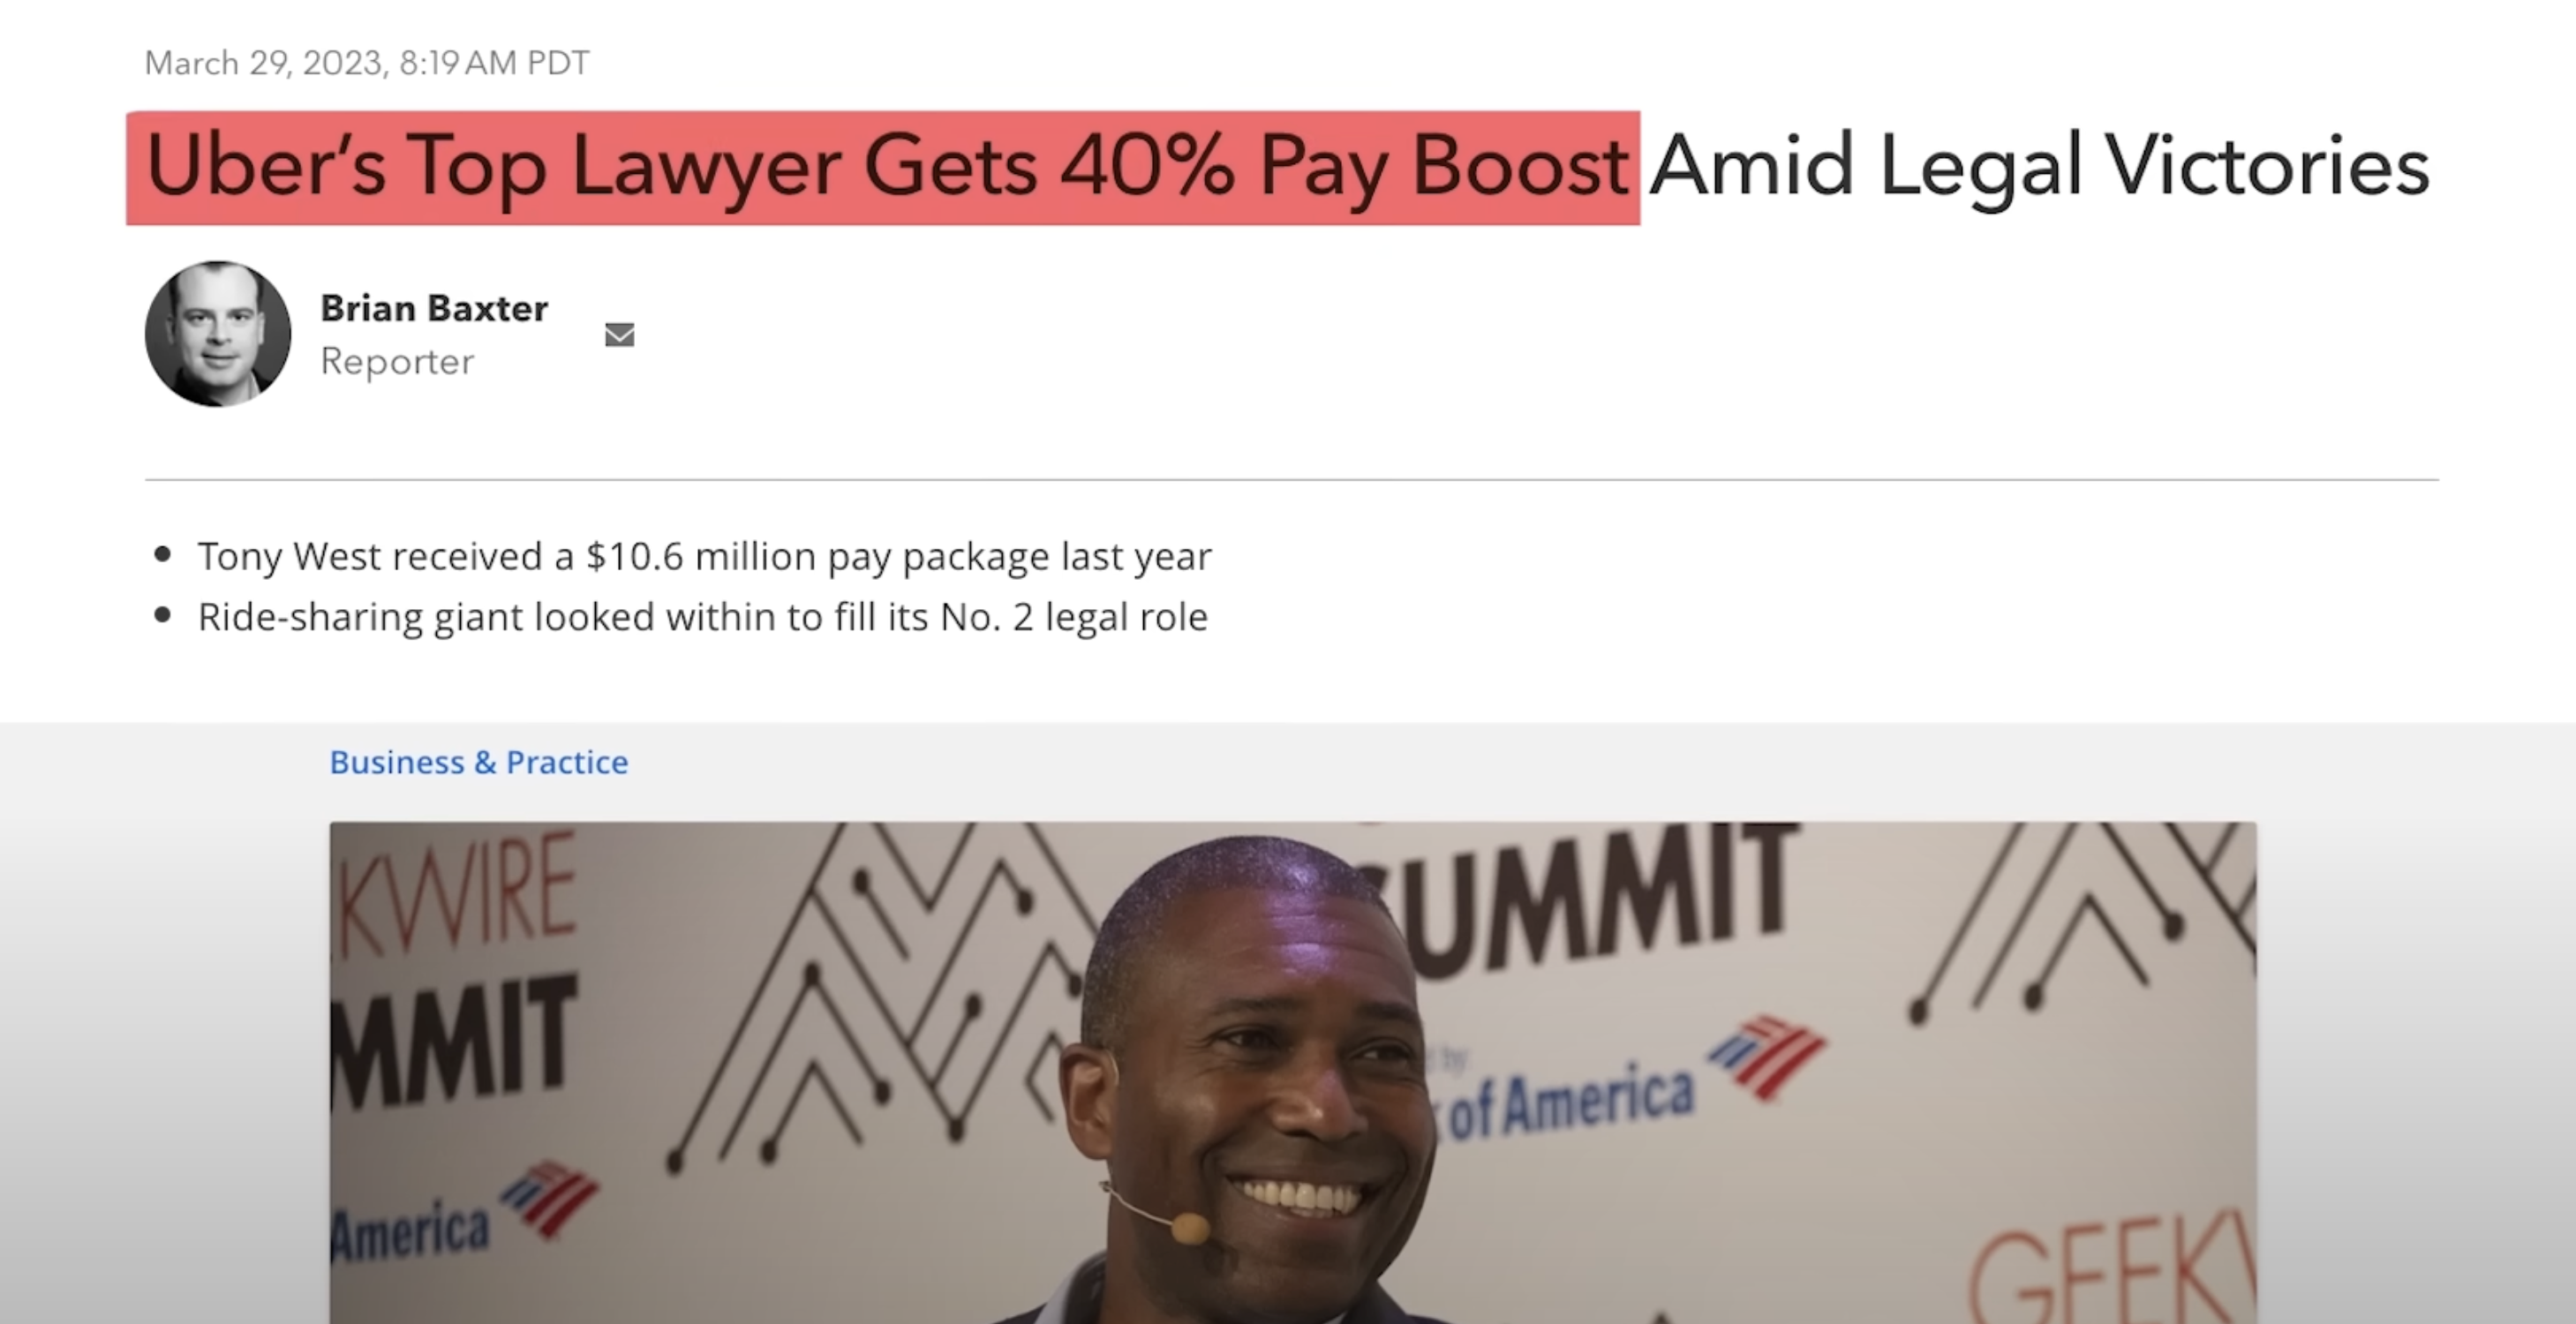 March 29, 2023, 8:19 AM PDT
Uber’s Top Lawyer Gets 40% Pay Boost Amid Legal Victories
Brian Baxter
Reporter
Tony West received a $10.6 million pay package last year
Ride-sharing giant looked within to fill its No. 2 legal role
Business & Practice
KWIRE
MMIT
America
SUMMIT
d by
of America
GEEKW